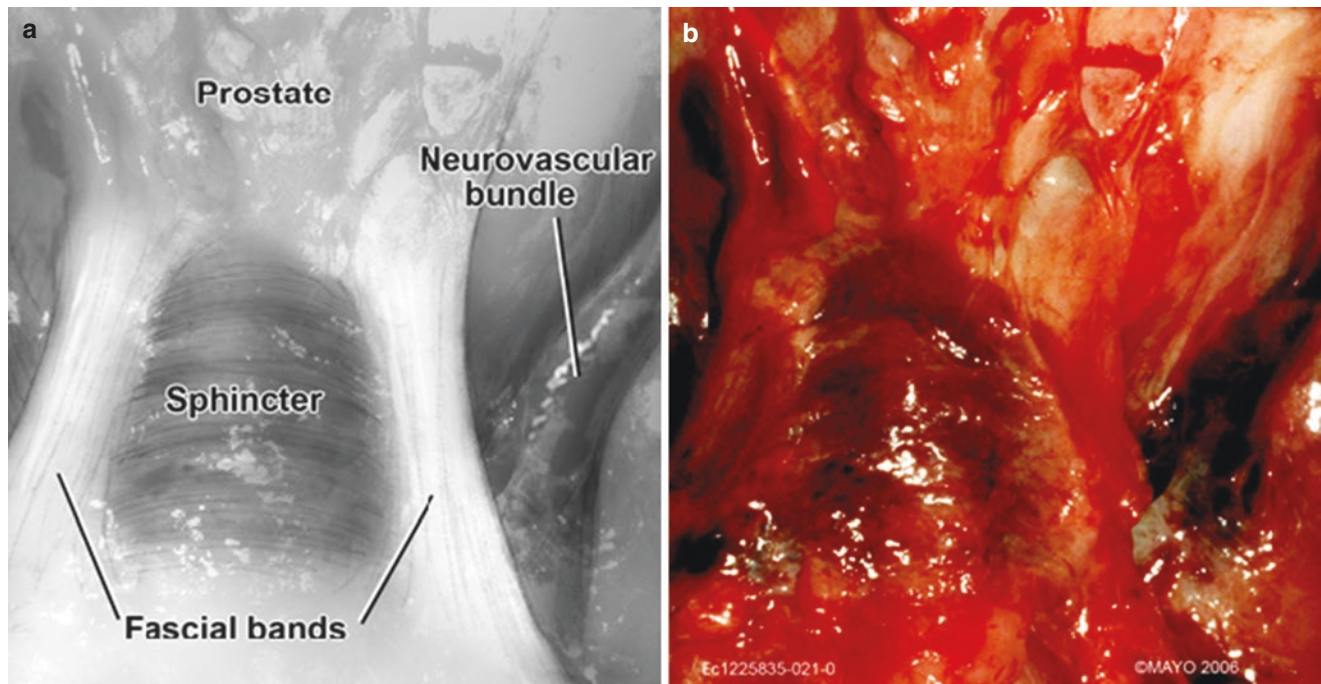 a
Prostate
Neurovascular
bundle
Sphincter
Fascial bands
b
Ec1225835-021-0
©MAYO 2006